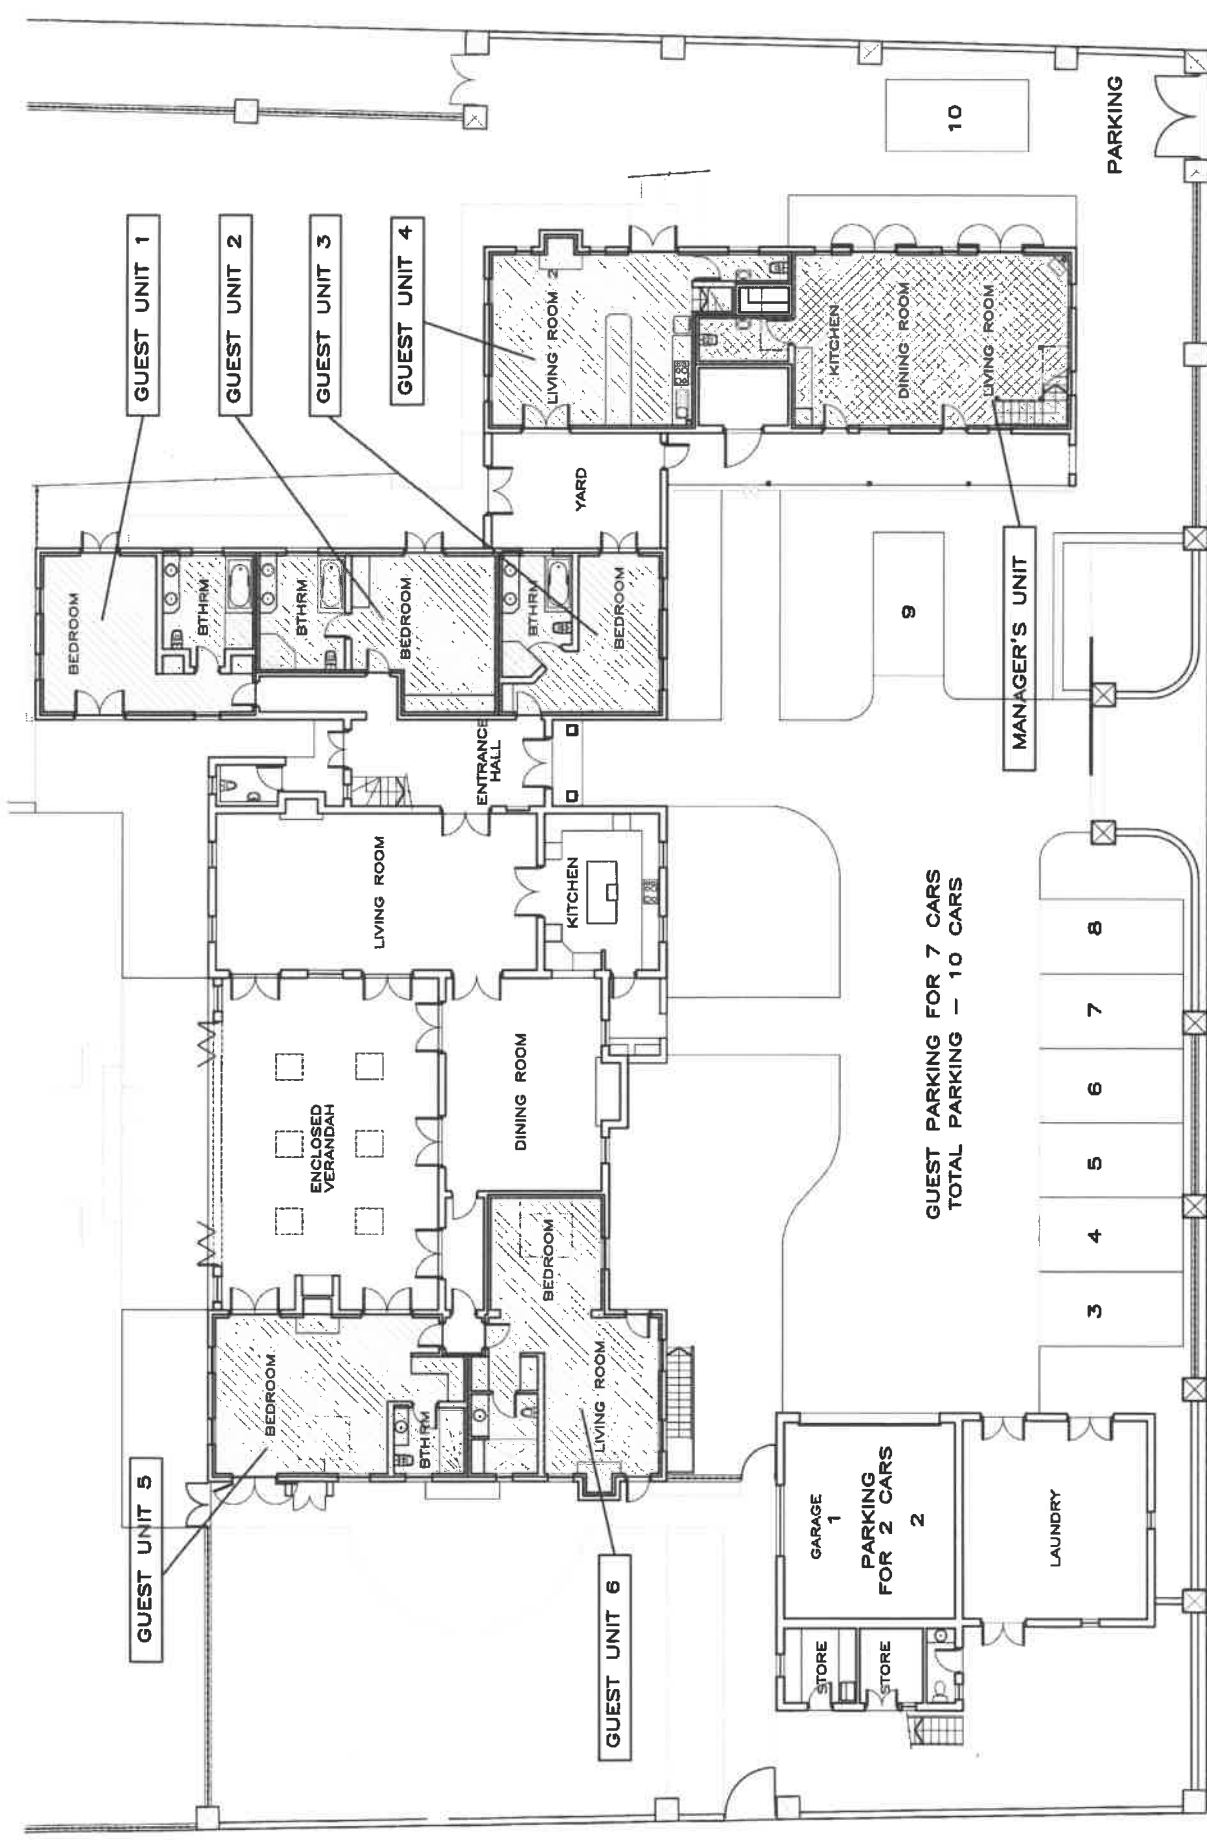 GUEST UNIT 1
GUEST UNIT 2
GUEST UNIT 3
GUEST UNIT 4
GUEST UNIT 5
GUEST UNIT 6
MANAGER'S UNIT
BEDROOM
BTHRM
BTHRM
BEDROOM
BTHRM
BEDROOM
YARD
LIVING ROOM 2
KITCHEN
DINING ROOM
LIVING ROOM
ENTRANCE
HALL
LIVING ROOM
KITCHEN
DINING ROOM
ENCLOSED
VERANDAH
BEDROOM
BTHRM
BEDROOM
LIVING ROOM
GARAGE
1
PARKING
FOR 2 CARS
2
STORE
STORE
LAUNDRY
GUEST PARKING FOR 7 CARS
TOTAL PARKING – 10 CARS
3
4
5
6
7
8
9
10
PARKING